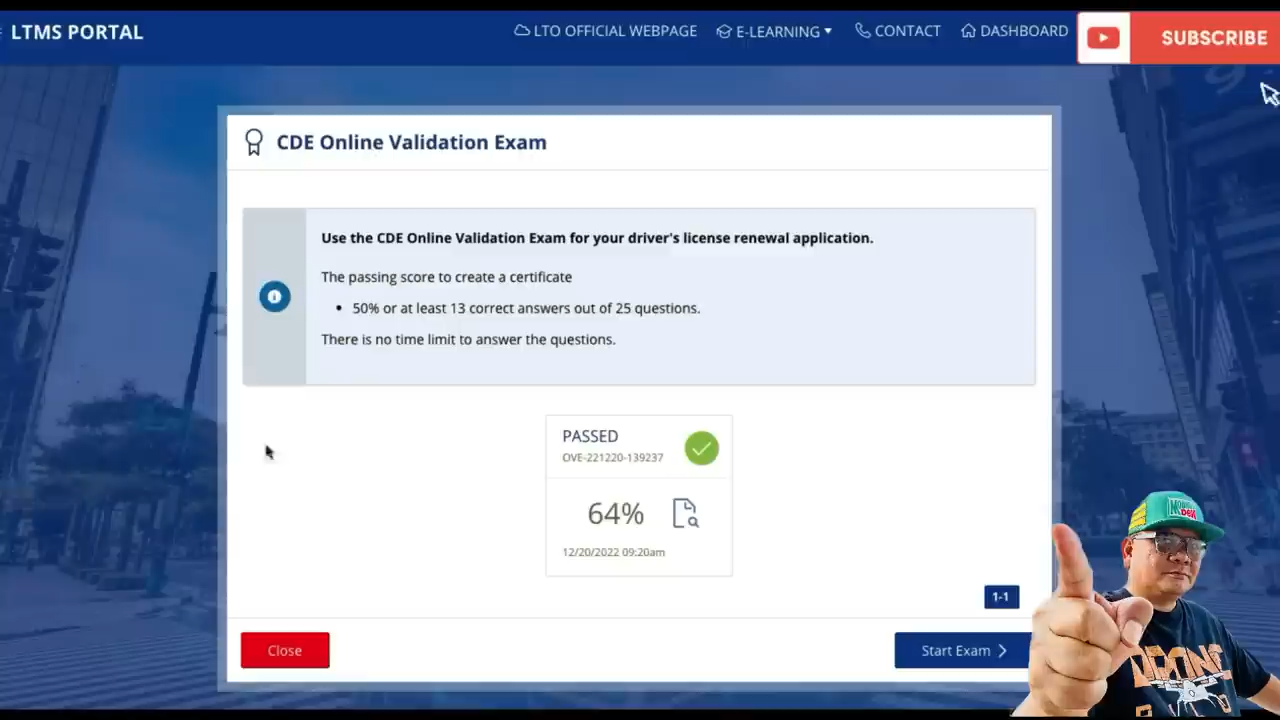 LTMS PORTAL
LTO OFFICIAL WEBPAGE
E-LEARNING
CONTACT
DASHBOARD
SUBSCRIBE
CDE Online Validation Exam
Use the CDE Online Validation Exam for your driver's license renewal application.
The passing score to create a certificate
• 50% or at least 13 correct answers out of 25 questions.
There is no time limit to answer the questions.
PASSED
OVE-221220-139237
64%
12/20/2022 09:20am
1-1
Close
Start Exam